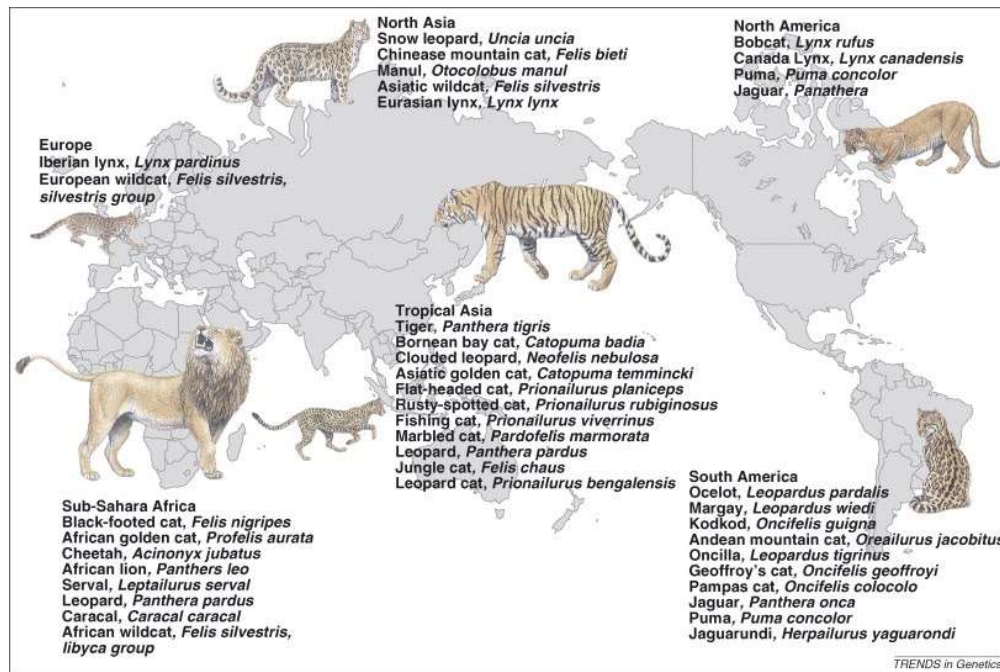 North Asia
Snow leopard, Uncia uncia
Chinease mountain cat, Felis bieti
Manul, Otocolobus manul
Asiatic wildcat, Felis silvestris
Eurasian lynx, Lynx lynx
North America
Bobcat, Lynx rufus
Canada Lynx, Lynx canadensis
Puma, Puma concolor
Jaguar, Panathera
Europe
Iberian lynx, Lynx pardinus
European wildcat, Felis silvestris,
silvestris group
Tropical Asia
Tiger, Panthera tigris
Bornean bay cat, Catopuma badia
Clouded leopard, Neofelis nebulosa
Asiatic golden cat, Catopuma temmincki
Flat-headed cat, Prionailurus planiceps
Rusty-spotted cat, Prionailurus rubiginosus
Fishing cat, Prionailurus viverrinus
Marbled cat, Pardofelis marmorata
Leopard, Panthera pardus
Jungle cat, Felis chaus
Leopard cat, Prionailurus bengalensis
Sub-Sahara Africa
Black-footed cat, Felis nigripes
African golden cat, Profelis aurata
Cheetah, Acinonyx jubatus
African lion, Panthers leo
Serval, Leptailurus serval
Leopard, Panthera pardus
Caracal, Caracal caracal
African wildcat, Felis silvestris,
libyca group
South America
Ocelot, Leopardus pardalis
Margay, Leopardus wiedi
Kodkod, Oncifelis guigna
Andean mountain cat, Oreailurus jacobitus
Oncilla, Leopardus tigrinus
Geoffroy's cat, Oncifelis geoffroyi
Pampas cat, Oncifelis colocolo
Jaguar, Panthera onca
Puma, Puma concolor
Jaguarundi, Herpailurus yaguarondi
TRENDS in Genetics